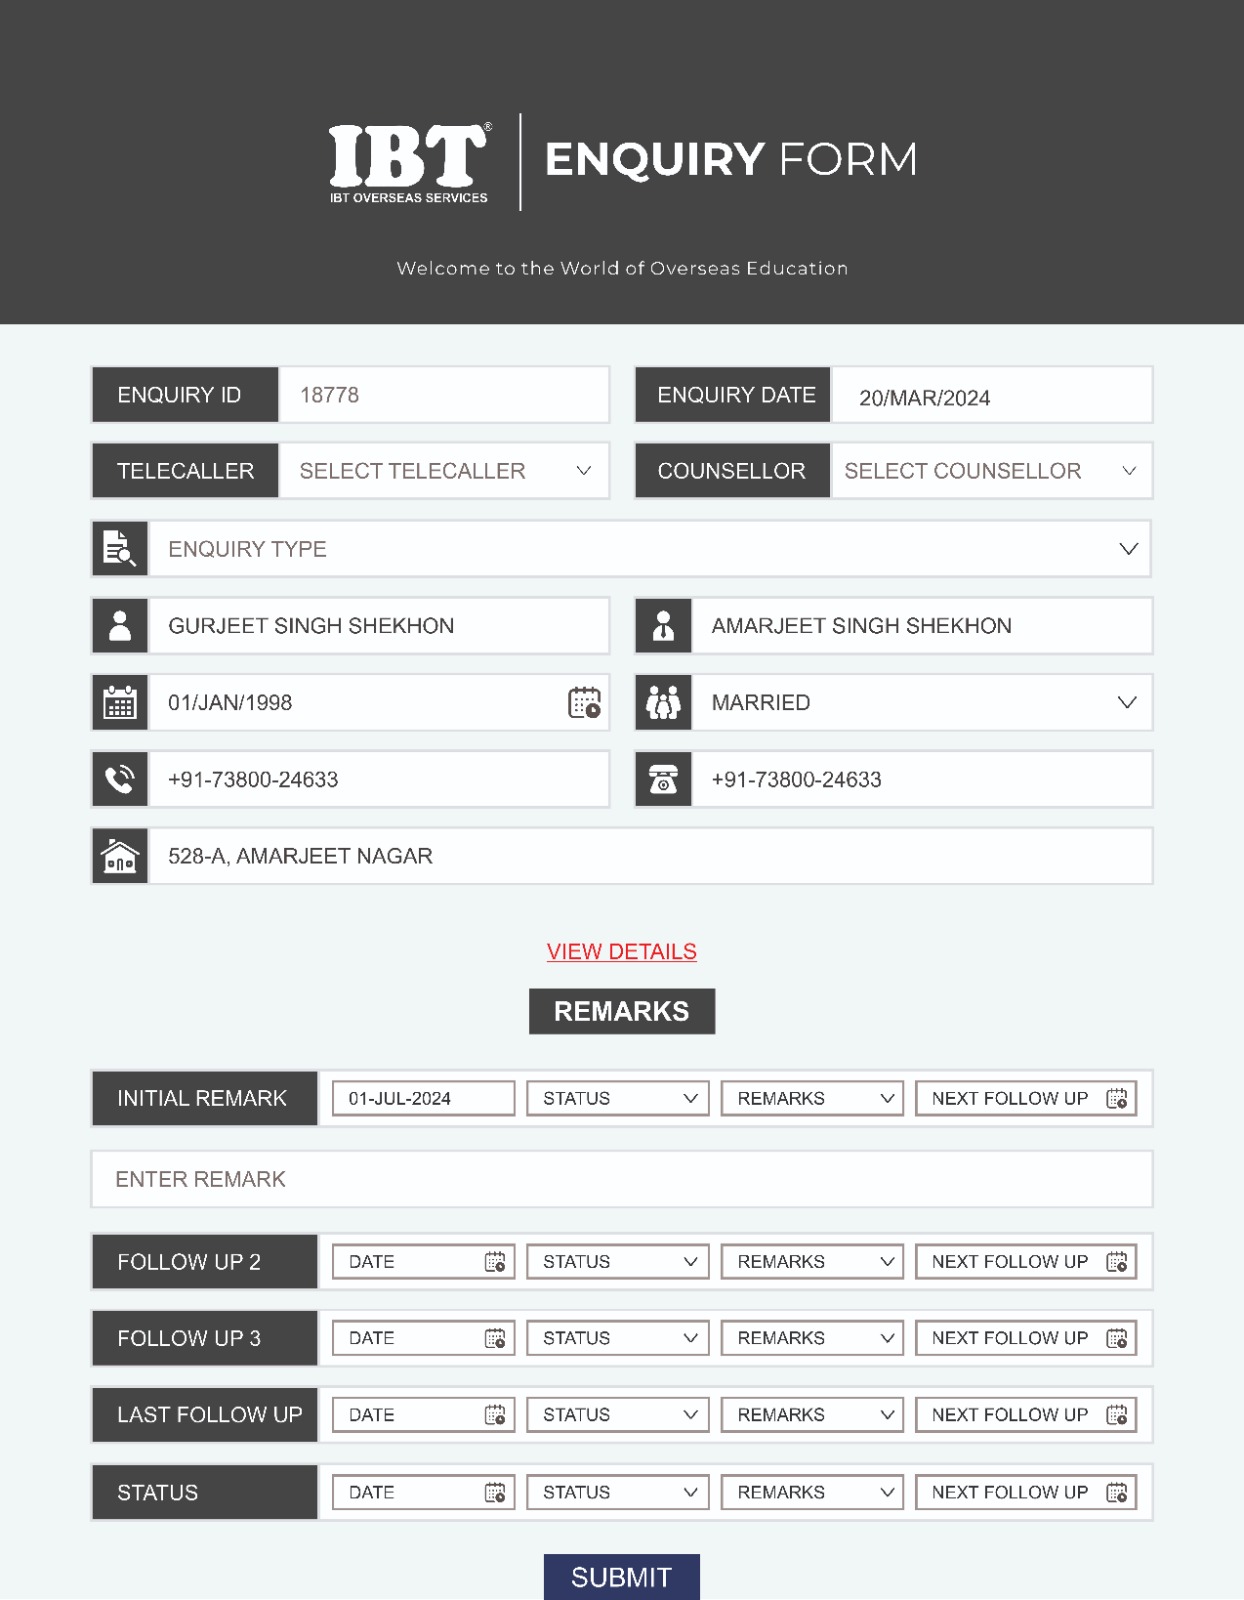 IBT®
IBT OVERSEAS SERVICES
ENQUIRY FORM
Welcome to the World of Overseas Education
ENQUIRY ID 18778 ENQUIRY DATE 20/MAR/2024
TELECALLER SELECT TELECALLER COUNSELLOR SELECT COUNSELLOR
ENQUIRY TYPE
GURJEET SINGH SHEKHON AMARJEET SINGH SHEKHON
01/JAN/1998 MARRIED
+91-73800-24633 +91-73800-24633
528-A, AMARJEET NAGAR
VIEW DETAILS
REMARKS
INITIAL REMARK 01-JUL-2024 STATUS REMARKS NEXT FOLLOW UP
ENTER REMARK
FOLLOW UP 2 DATE STATUS REMARKS NEXT FOLLOW UP
FOLLOW UP 3 DATE STATUS REMARKS NEXT FOLLOW UP
LAST FOLLOW UP DATE STATUS REMARKS NEXT FOLLOW UP
STATUS DATE STATUS REMARKS NEXT FOLLOW UP
SUBMIT